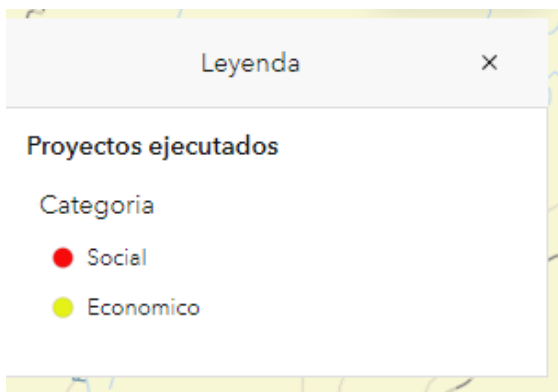 Leyenda
Proyectos ejecutados
Categoria
Social
Economico